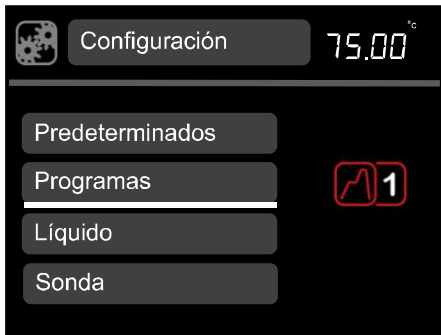 Configuración
75.00 °C
Predeterminados
Programas
1
Líquido
Sonda